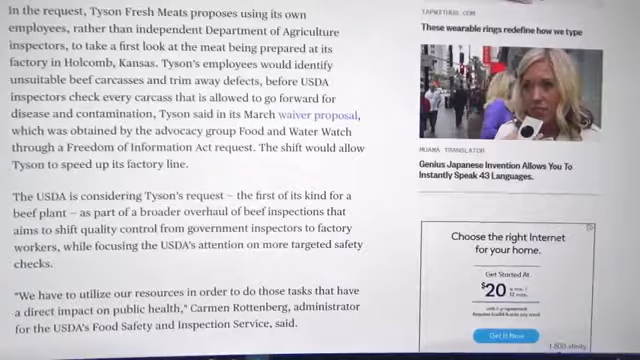 In the request, Tyson Fresh Meats proposes using its own
employees, rather than independent Department of Agriculture
inspectors, to take a first look at the meat being prepared at its
factory in Holcomb, Kansas. Tyson's employees would identify
unsuitable beef carcasses and trim away defects, before USDA
inspectors check every carcass that is allowed to go forward for
disease and contamination, Tyson said in its March waiver proposal,
which was obtained by the advocacy group Food and Water Watch
through a Freedom of Information Act request. The shift would allow
Tyson to speed up its factory line.
The USDA is considering Tyson's request – the first of its kind for a
beef plant – as part of a broader overhaul of beef inspections that
aims to shift quality control from government inspectors to factory
workers, while focusing the USDA's attention on more targeted safety
checks.
"We have to utilize our resources in order to do those tasks that have
a direct impact on public health," Carmen Rottenberg, administrator
for the USDA's Food Safety and Inspection Service, said.
TAPWITHUS.COM
These wearable rings redefine how we type
MUAMA TRANSLATOR
Genius Japanese Invention Allows You To
Instantly Speak 43 Languages.
Choose the right Internet
for your home.
Get Started At
$20
Get It Now
1-800-xfinity